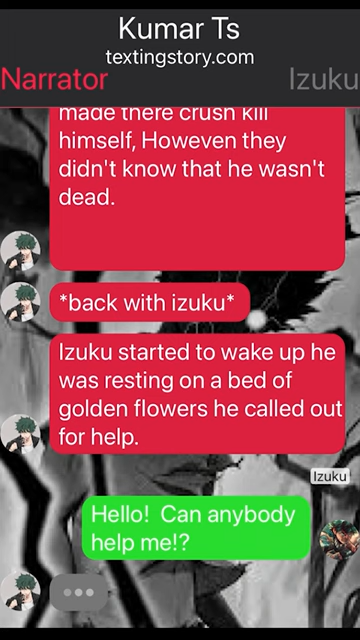 Kumar Ts
textingstory.com
Narrator
Izuku
made there crush kill
himself, Howeven they
didn't know that he wasn't
dead.
*back with izuku*
Izuku started to wake up he
was resting on a bed of
golden flowers he called out
for help.
Izuku
Hello!  Can anybody
help me!?